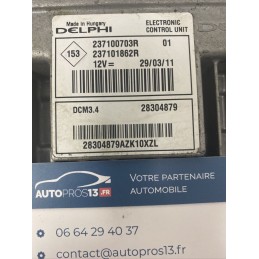 Made in Hungary
DELPHI
ELECTRONIC
CONTROL UNIT
153
237100703R 01
237101862R
12V= 29/03/11
DCM3.4 28304879
28304879AZK10XZL
AUTOPROS13.FR
VOTRE PARTENAIRE
AUTOMOBILE
06 64 29 40 37
contact@autopros13.fr